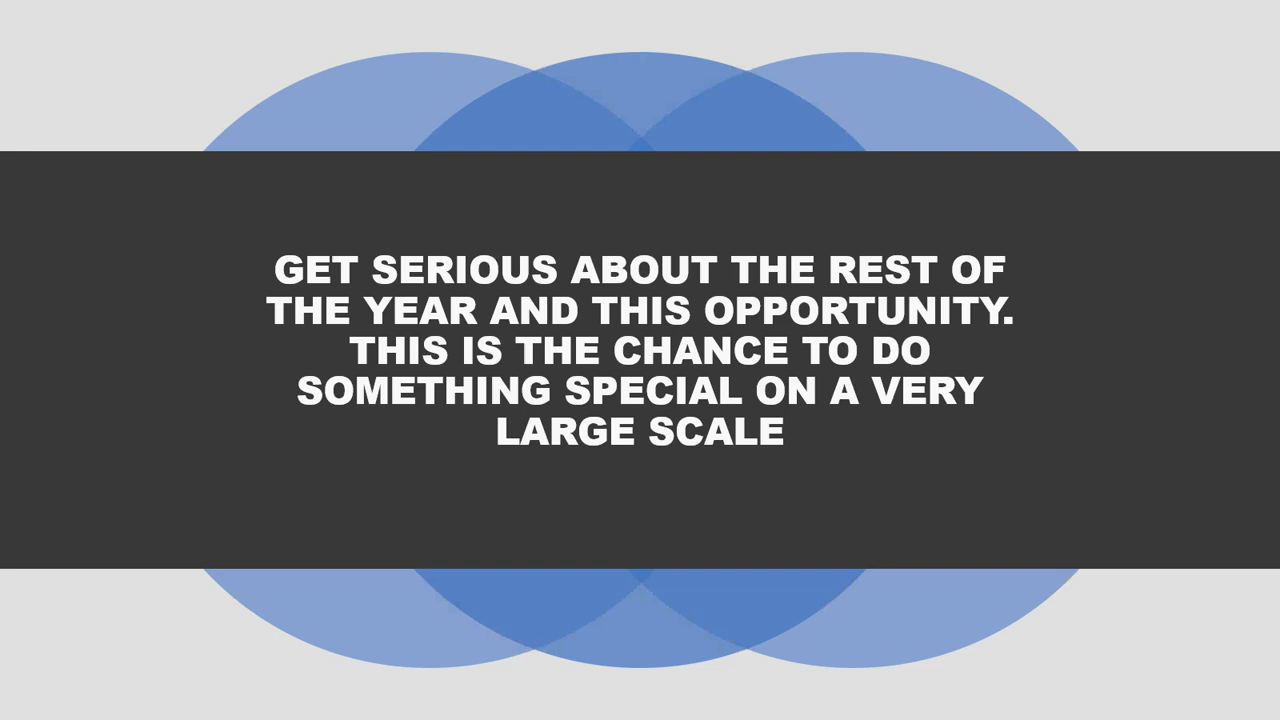 GET SERIOUS ABOUT THE REST OF
THE YEAR AND THIS OPPORTUNITY.
THIS IS THE CHANCE TO DO
SOMETHING SPECIAL ON A VERY
LARGE SCALE